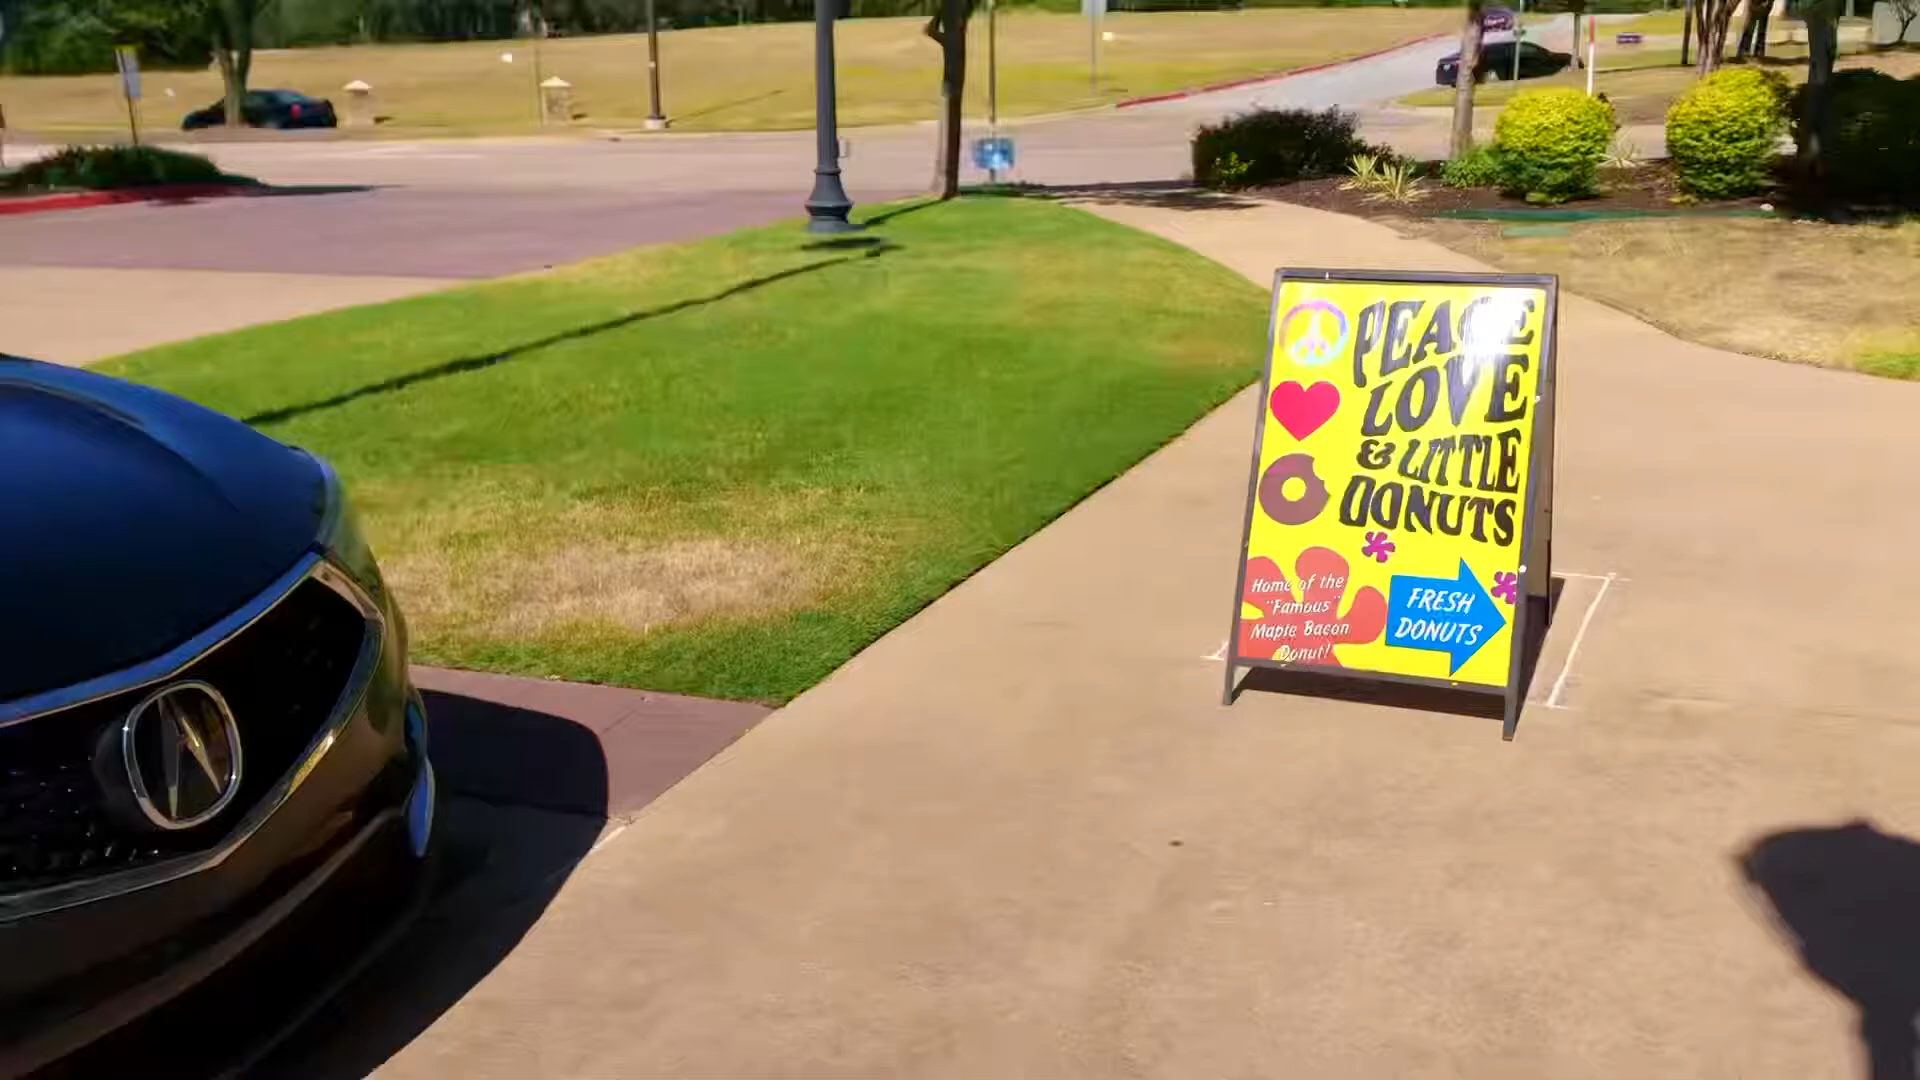 PEACE
LOVE
& LITTLE
DONUTS
Home of the
"Famous"
Maple Bacon
Donut!
FRESH
DONUTS